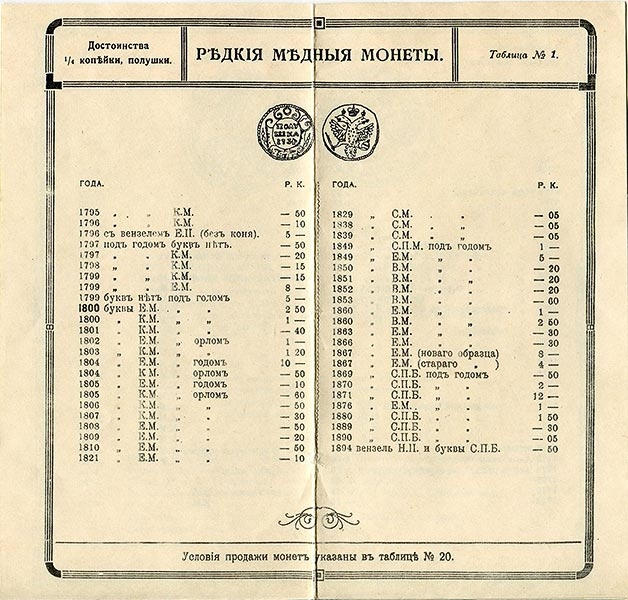 Достоинства
¼ копѣйки, полушки.
РѢДКІЯ МѢДНЫЯ МОНЕТЫ.
Таблица № 1.
ПОЛУ
ШКА
ГОДА. Р. К.
1795 „ „ К.М. — 50
1796 „ „ К.М. — 10
1796 съ вензелемъ Е.II. (безъ коня). 5 —
1797 подъ годомъ буквъ нѣтъ. — 50
1797 „ „ К.М. — 20
1798 „ „ К.М. — 15
1799 „ „ К.М. — 15
1799 „ „ Е.М. 8 —
1799 буквъ нѣтъ подъ годомъ 5 —
1800 буквы Е.М. „ „ 2 50
1800 „ К.М. „ „ 1 —
1801 „ К.М. „ „ — 40
1802 „ Е.М. „ орломъ 1 —
1803 „ К.М. „ „ 1 20
1804 „ Е.М. „ годомъ 10 —
1804 „ К.М. „ орломъ — 50
1805 „ Е.М. „ годомъ — 10
1805 „ К.М. „ орломъ — 60
1806 „ К.М. „ „ — 50
1807 „ К.М. „ „ — 30
1808 „ Е.М. „ „ — 50
1809 „ Е.М. „ „ — 20
1810 „ Е.М. „ „ — 50
1821 „ Е.М. „ „ — 10
ГОДА. Р. К.
1829 „ С.М. „ „ — 05
1838 „ С.М. „ „ — 05
1839 „ С.М. „ „ — 05
1849 „ С.П.М. подъ годомъ 1 —
1849 „ Е.М. „ „ 5 —
1850 „ В.М. „ „ — 20
1851 „ В.М. „ „ — 20
1852 „ В.М. „ „ — 20
1853 „ В.М. „ „ — 60
1860 „ Е.М. „ „ 1 —
1860 „ В.М. „ „ 2 50
1863 „ В.М. „ „ — 30
1866 „ Е.М. „ „ — 30
1867 „ Е.М. (новаго образца) 8 —
1867 „ Е.М. (стараго „ ) 4 —
1869 „ С.П.Б. подъ годомъ — 50
1870 „ С.П.Б. „ „ 2 —
1871 „ С.П.Б. „ „ 12 —
1876 „ Е.М. „ „ 1 —
1880 „ С.П.Б. „ „ 1 50
1889 „ С.П.Б. „ „ — 30
1890 „ С.П.Б. „ „ — 05
1894 вензель Н.II. и буквы С.П.Б. — 50
Условія продажи монетъ указаны въ таблицѣ № 20.